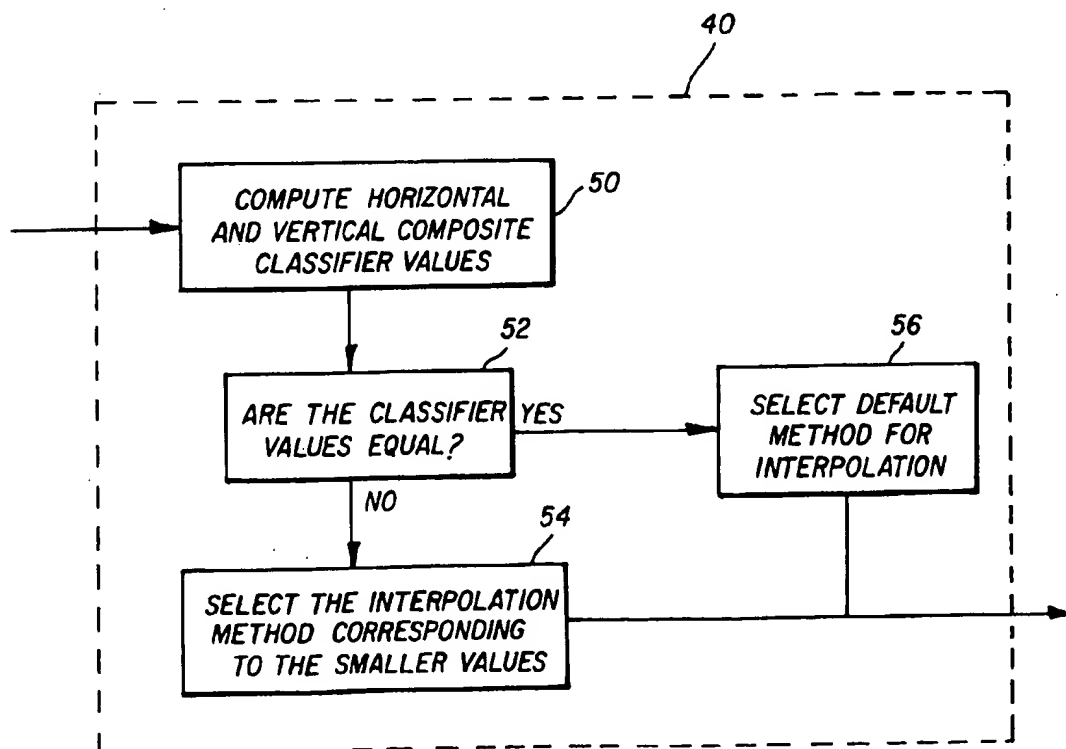 40
COMPUTE HORIZONTAL
AND VERTICAL COMPOSITE
CLASSIFIER VALUES
50
52
ARE THE CLASSIFIER
VALUES EQUAL?
YES
56
SELECT DEFAULT
METHOD FOR
INTERPOLATION
NO
54
SELECT THE INTERPOLATION
METHOD CORRESPONDING
TO THE SMALLER VALUES